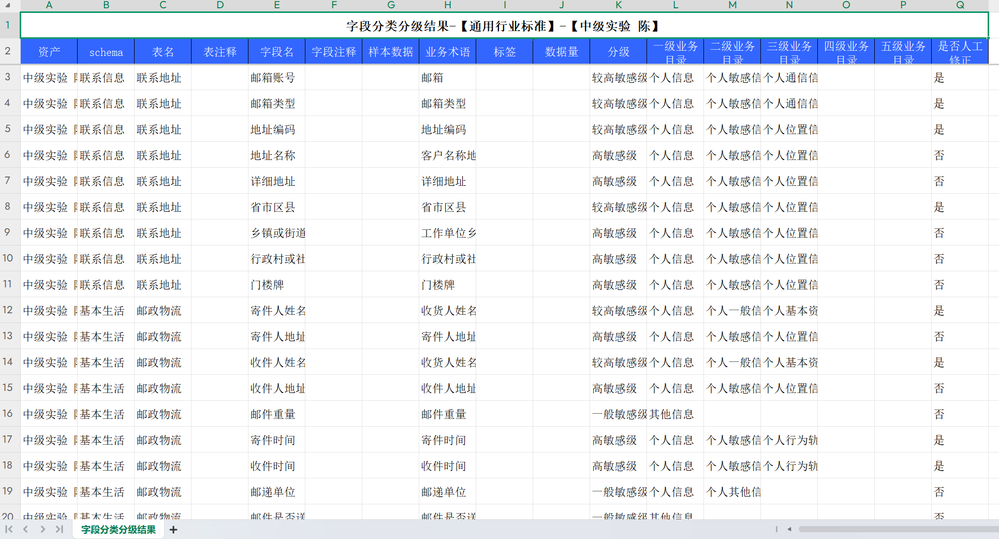 A B C D E F G H I J K L M N O P Q
1 字段分类分级结果-【通用行业标准】-【中级实验 陈】
2 资产 schema 表名 表注释 字段名 字段注释 样本数据 业务术语 标签 数据量 分级 一级业务目录 二级业务目录 三级业务目录 四级业务目录 五级业务目录 是否人工修正
3 中级实验 联系信息 联系地址 邮箱账号 邮箱 较高敏感级 个人信息 个人敏感信 个人通信信 是
4 中级实验 联系信息 联系地址 邮箱类型 邮箱类型 较高敏感级 个人信息 个人敏感信 个人通信信 是
5 中级实验 联系信息 联系地址 地址编码 地址编码 较高敏感级 个人信息 个人敏感信 个人位置信 是
6 中级实验 联系信息 联系地址 地址名称 客户名称地 高敏感级 个人信息 个人敏感信 个人位置信 否
7 中级实验 联系信息 联系地址 详细地址 详细地址 高敏感级 个人信息 个人敏感信 个人位置信 否
8 中级实验 联系信息 联系地址 省市区县 省市区县 较高敏感级 个人信息 个人敏感信 个人位置信 是
9 中级实验 联系信息 联系地址 乡镇或街道 工作单位乡 高敏感级 个人信息 个人敏感信 个人位置信 否
10 中级实验 联系信息 联系地址 行政村或社 行政村或社 高敏感级 个人信息 个人敏感信 个人位置信 否
11 中级实验 联系信息 联系地址 门楼牌 门楼牌 高敏感级 个人信息 个人敏感信 个人位置信 否
12 中级实验 基本生活 邮政物流 寄件人姓名 收货人姓名 较高敏感级 个人信息 个人一般信 个人基本资 是
13 中级实验 基本生活 邮政物流 寄件人地址 寄件人地址 高敏感级 个人信息 个人敏感信 个人位置信 否
14 中级实验 基本生活 邮政物流 收件人姓名 收货人姓名 较高敏感级 个人信息 个人一般信 个人基本资 是
15 中级实验 基本生活 邮政物流 收件人地址 收件人地址 高敏感级 个人信息 个人敏感信 个人位置信 否
16 中级实验 基本生活 邮政物流 邮件重量 邮件重量 一般敏感级 其他信息 否
17 中级实验 基本生活 邮政物流 寄件时间 寄件时间 高敏感级 个人信息 个人敏感信 个人行为轨 是
18 中级实验 基本生活 邮政物流 收件时间 收件时间 高敏感级 个人信息 个人敏感信 个人行为轨 是
19 中级实验 基本生活 邮政物流 邮递单位 邮递单位 一般敏感级 个人信息 个人其他信 否
20 中级实验 基本生活 邮政物流 邮件是否送 邮件是否送 一般敏感级 其他信息 否
字段分类分级结果